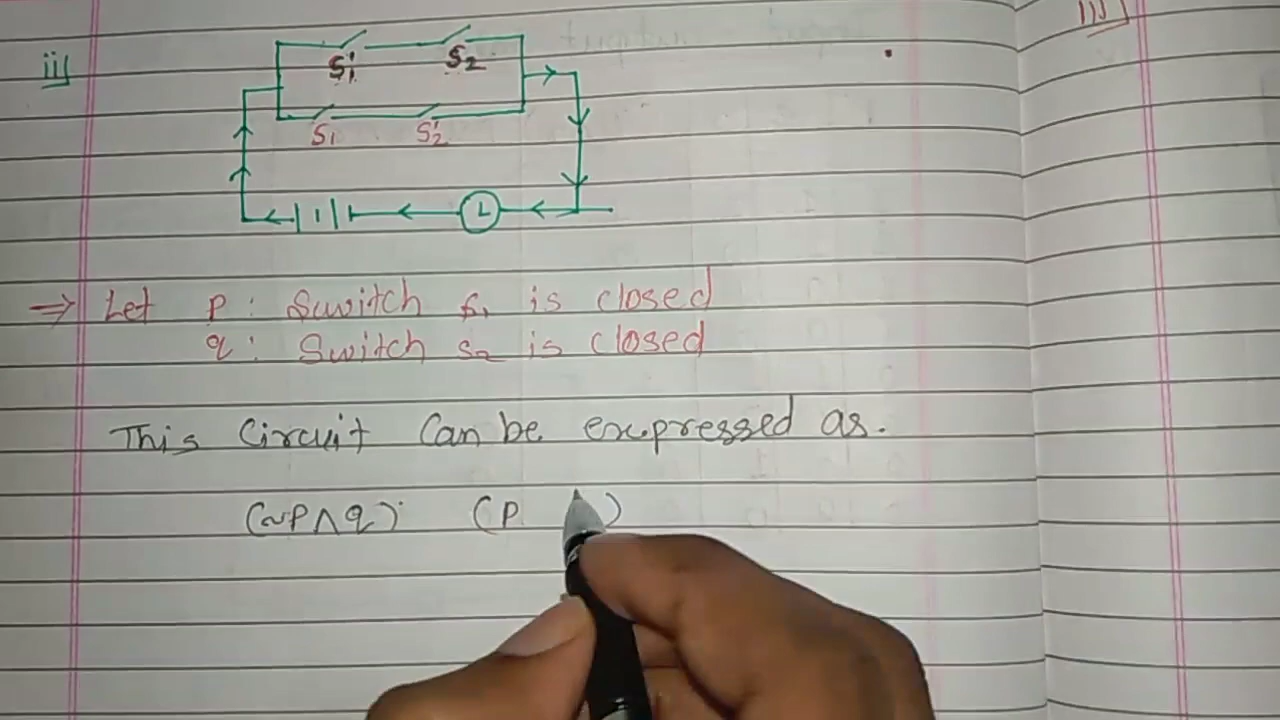 iii)
ii)
S₁' S₂
S₁ S₂'
L
⇒ Let p : Switch S₁ is closed
q : Switch S₂ is closed
This Circuit Can be expressed as.
(~P∧q) (P )